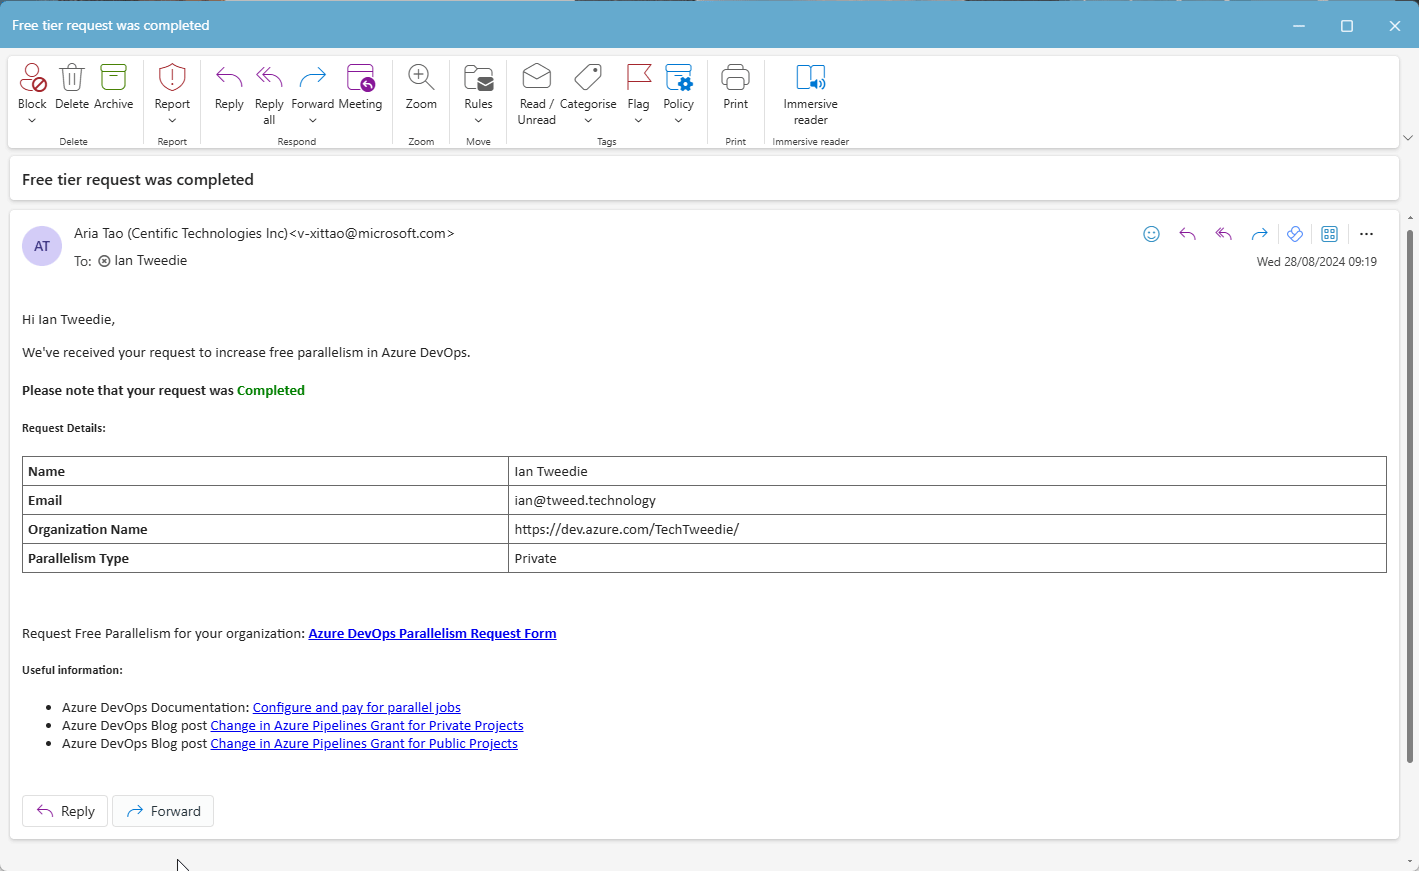 Free tier request was completed
Block
Delete
Archive
Report
Reply
Reply all
Forward
Meeting
Zoom
Rules
Read / Unread
Categorise
Flag
Policy
Print
Immersive reader
Delete
Report
Respond
Zoom
Move
Tags
Print
Immersive reader
Free tier request was completed
AT
Aria Tao (Centific Technologies Inc)<v-xittao@microsoft.com>
To: Ian Tweedie
Wed 28/08/2024 09:19
Hi Ian Tweedie,
We've received your request to increase free parallelism in Azure DevOps.
Please note that your request was Completed
Request Details:
Name Ian Tweedie
Email ian@tweed.technology
Organization Name https://dev.azure.com/TechTweedie/
Parallelism Type Private
Request Free Parallelism for your organization: Azure DevOps Parallelism Request Form
Useful information:
• Azure DevOps Documentation: Configure and pay for parallel jobs
• Azure DevOps Blog post Change in Azure Pipelines Grant for Private Projects
• Azure DevOps Blog post Change in Azure Pipelines Grant for Public Projects
Reply
Forward